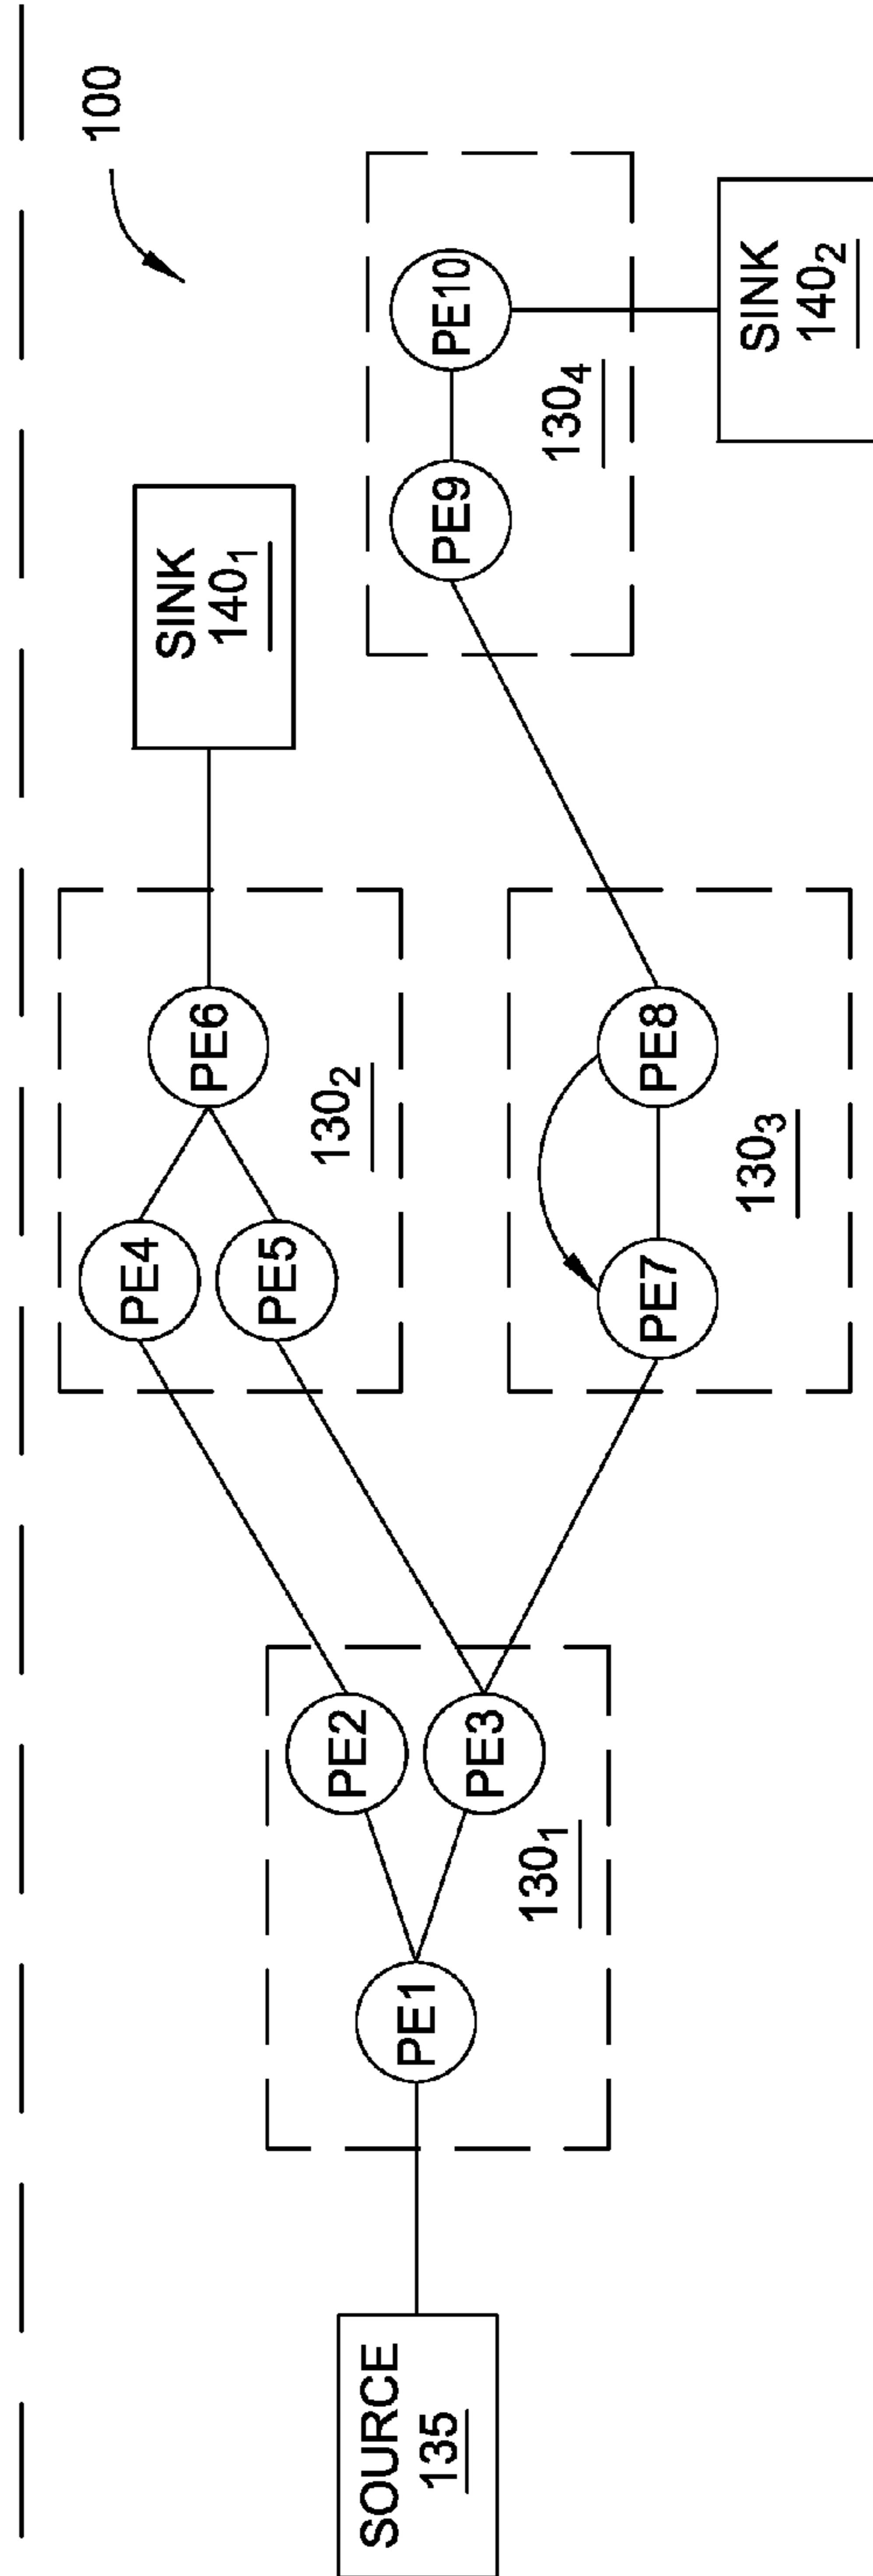 100
SOURCE
135
PE1
PE2
PE3
130₁
PE4
PE5
PE6
130₂
SINK
140₁
PE7
PE8
130₃
PE9
PE10
130₄
SINK
140₂